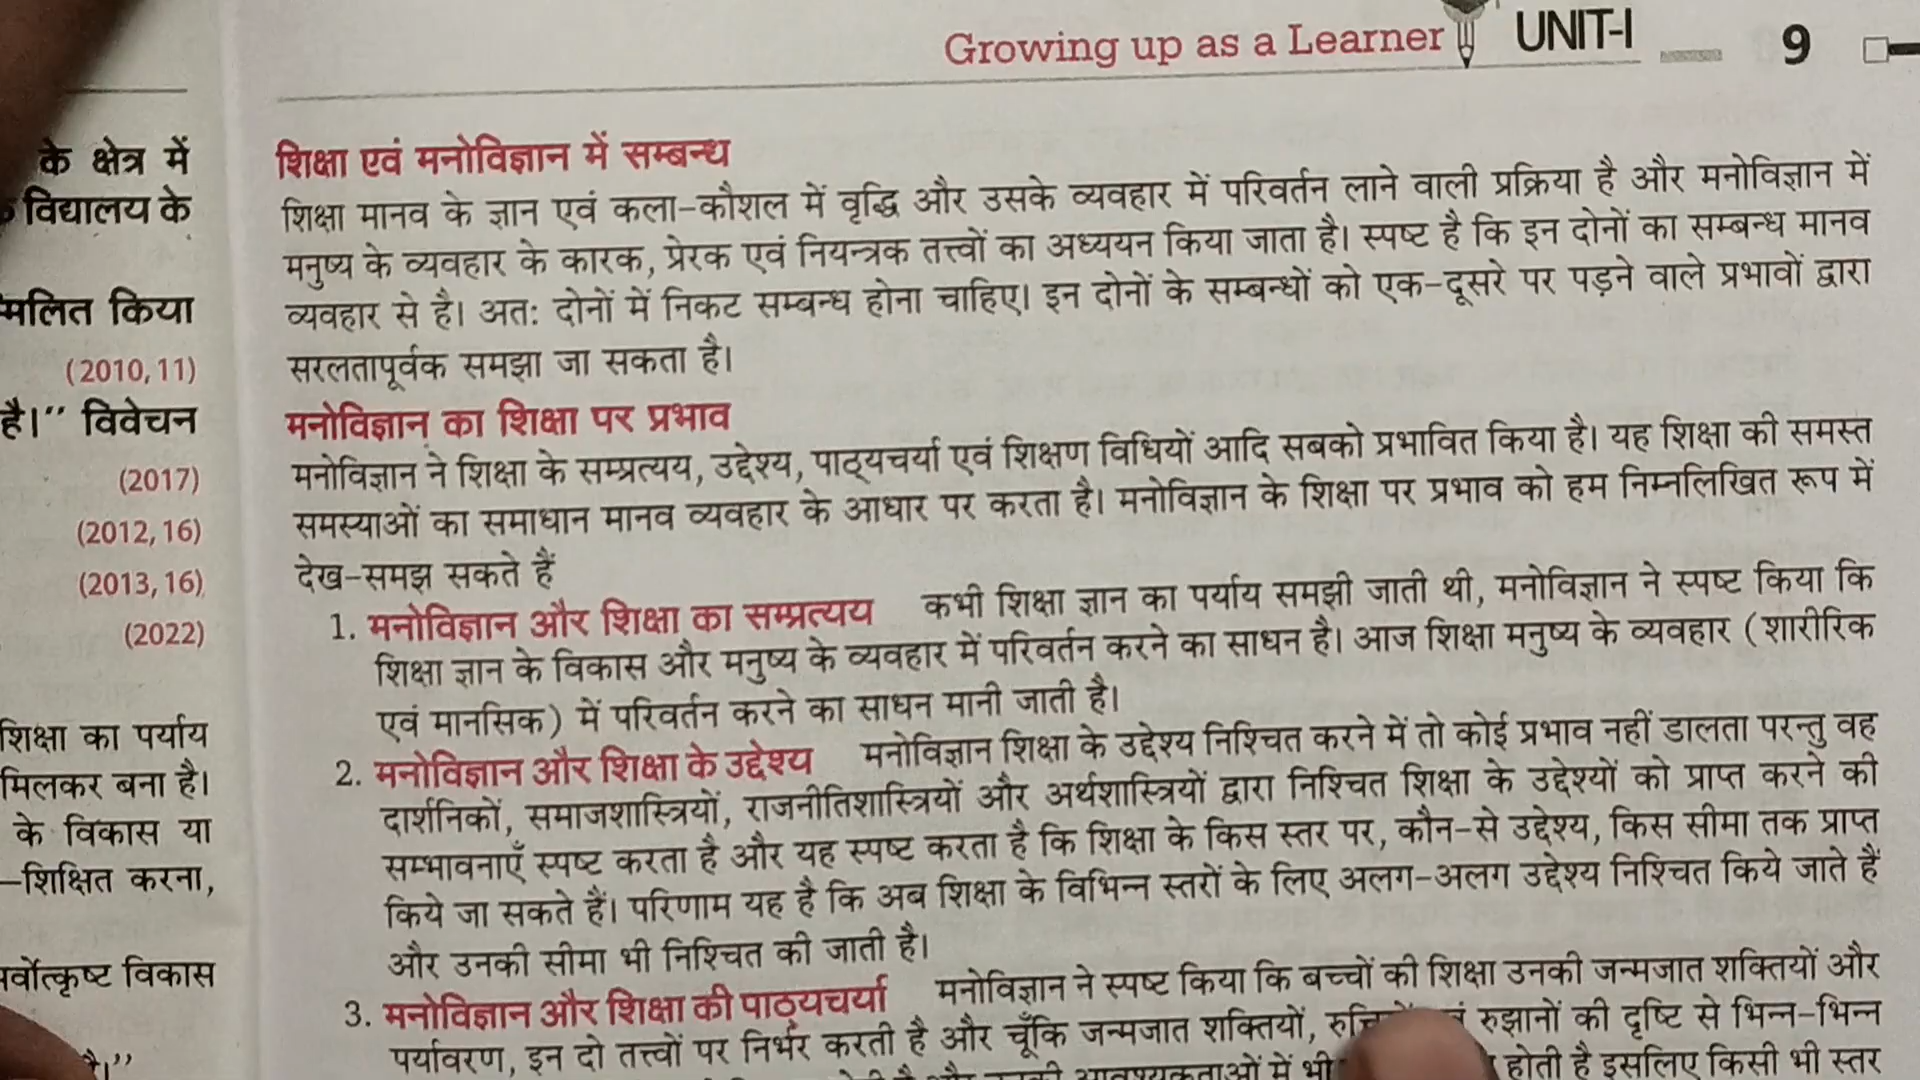 Growing up as a Learner UNIT-I 9
के क्षेत्र में
विद्यालय के
किया
(2010, 11)
है।" विवेचन
(2017)
(2012, 16)
(2013, 16)
(2022)
शिक्षा का पर्याय
मिलकर बना है।
के विकास या
शिक्षित करना,
विकास
शिक्षा एवं मनोविज्ञान में सम्बन्ध
शिक्षा मानव के ज्ञान एवं कला-कौशल में वृद्धि और उसके व्यवहार में परिवर्तन लाने वाली प्रक्रिया है और मनोविज्ञान में
मनुष्य के व्यवहार के कारक, प्रेरक एवं नियन्त्रक तत्त्वों का अध्ययन किया जाता है। स्पष्ट है कि इन दोनों का सम्बन्ध मानव
व्यवहार से है। अत: दोनों में निकट सम्बन्ध होना चाहिए। इन दोनों के सम्बन्धों को एक-दूसरे पर पड़ने वाले प्रभावों द्वारा
सरलतापूर्वक समझा जा सकता है।
मनोविज्ञान का शिक्षा पर प्रभाव
मनोविज्ञान ने शिक्षा के सम्प्रत्यय, उद्देश्य, पाठ्यचर्या एवं शिक्षण विधियों आदि सबको प्रभावित किया है। यह शिक्षा की समस्त
समस्याओं का समाधान मानव व्यवहार के आधार पर करता है। मनोविज्ञान के शिक्षा पर प्रभाव को हम निम्नलिखित रूप में
देख-समझ सकते हैं
1. मनोविज्ञान और शिक्षा का सम्प्रत्यय कभी शिक्षा ज्ञान का पर्याय समझी जाती थी, मनोविज्ञान ने स्पष्ट किया कि
शिक्षा ज्ञान के विकास और मनुष्य के व्यवहार में परिवर्तन करने का साधन है। आज शिक्षा मनुष्य के व्यवहार (शारीरिक
एवं मानसिक) में परिवर्तन करने का साधन मानी जाती है।
2. मनोविज्ञान और शिक्षा के उद्देश्य मनोविज्ञान शिक्षा के उद्देश्य निश्चित करने में तो कोई प्रभाव नहीं डालता परन्तु वह
दार्शनिकों, समाजशास्त्रियों, राजनीतिशास्त्रियों और अर्थशास्त्रियों द्वारा निश्चित शिक्षा के उद्देश्यों को प्राप्त करने की
सम्भावनाएँ स्पष्ट करता है और यह स्पष्ट करता है कि शिक्षा के किस स्तर पर, कौन-से उद्देश्य, किस सीमा तक प्राप्त
किये जा सकते हैं। परिणाम यह है कि अब शिक्षा के विभिन्न स्तरों के लिए अलग-अलग उद्देश्य निश्चित किये जाते हैं
और उनकी सीमा भी निश्चित की जाती है।
3. मनोविज्ञान और शिक्षा की पाठ्यचर्या मनोविज्ञान ने स्पष्ट किया कि बच्चों की शिक्षा उनकी जन्मजात शक्तियों और
पर्यावरण, इन दो तत्त्वों पर निर्भर करती है और चूँकि जन्मजात शक्तियों, रुझानों की दृष्टि से भिन्न-भिन्न
आवश्यकताओं में भी होती है इसलिए किसी भी स्तर